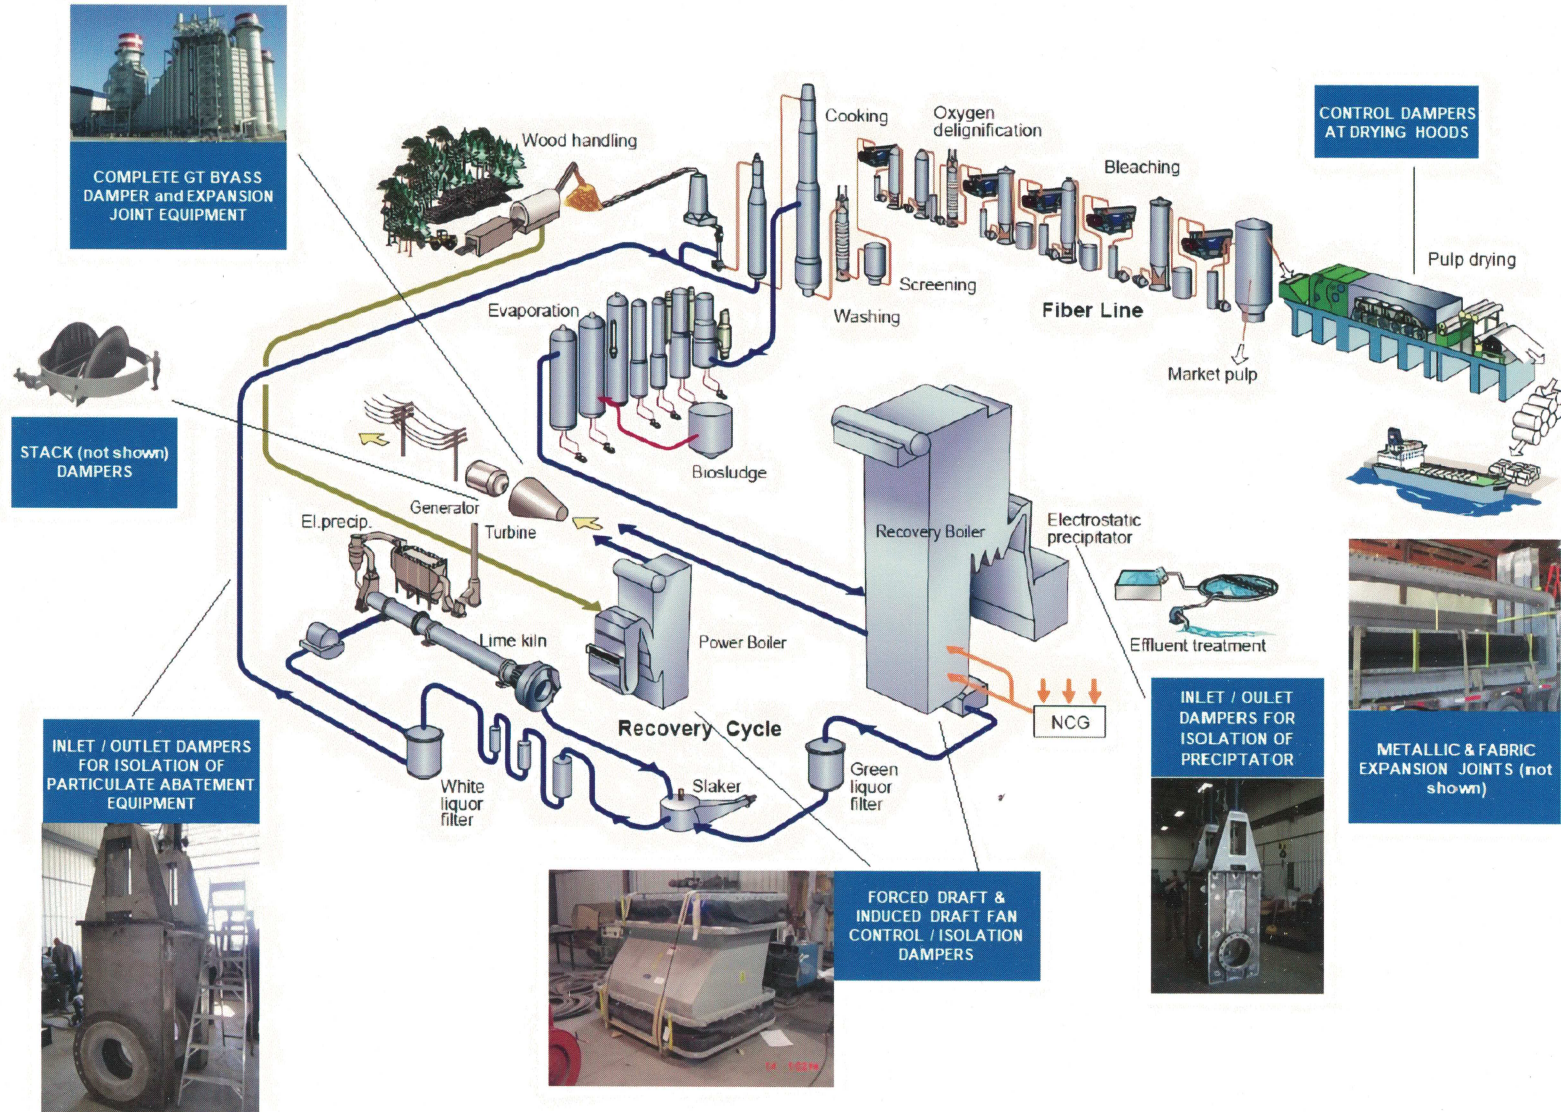 COMPLETE GT BYASS
DAMPER and EXPANSION
JOINT EQUIPMENT
Wood handling
Cooking
Oxygen
delignification
Bleaching
CONTROL DAMPERS
AT DRYING HOODS
Pulp drying
Screening
Washing
Fiber Line
Market pulp
Evaporation
Biosludge
STACK (not shown)
DAMPERS
Generator
Turbine
El.precip.
Recovery Boiler
Electrostatic
precipitator
Effluent treatment
Lime kiln
Power Boiler
Recovery Cycle
NCG
White
liquor
filter
Slaker
Green
liquor
filter
INLET / OUTLET DAMPERS
FOR ISOLATION OF
PARTICULATE ABATEMENT
EQUIPMENT
INLET / OULET
DAMPERS FOR
ISOLATION OF
PRECIPTATOR
METALLIC & FABRIC
EXPANSION JOINTS (not
shown)
FORCED DRAFT &
INDUCED DRAFT FAN
CONTROL / ISOLATION
DAMPERS